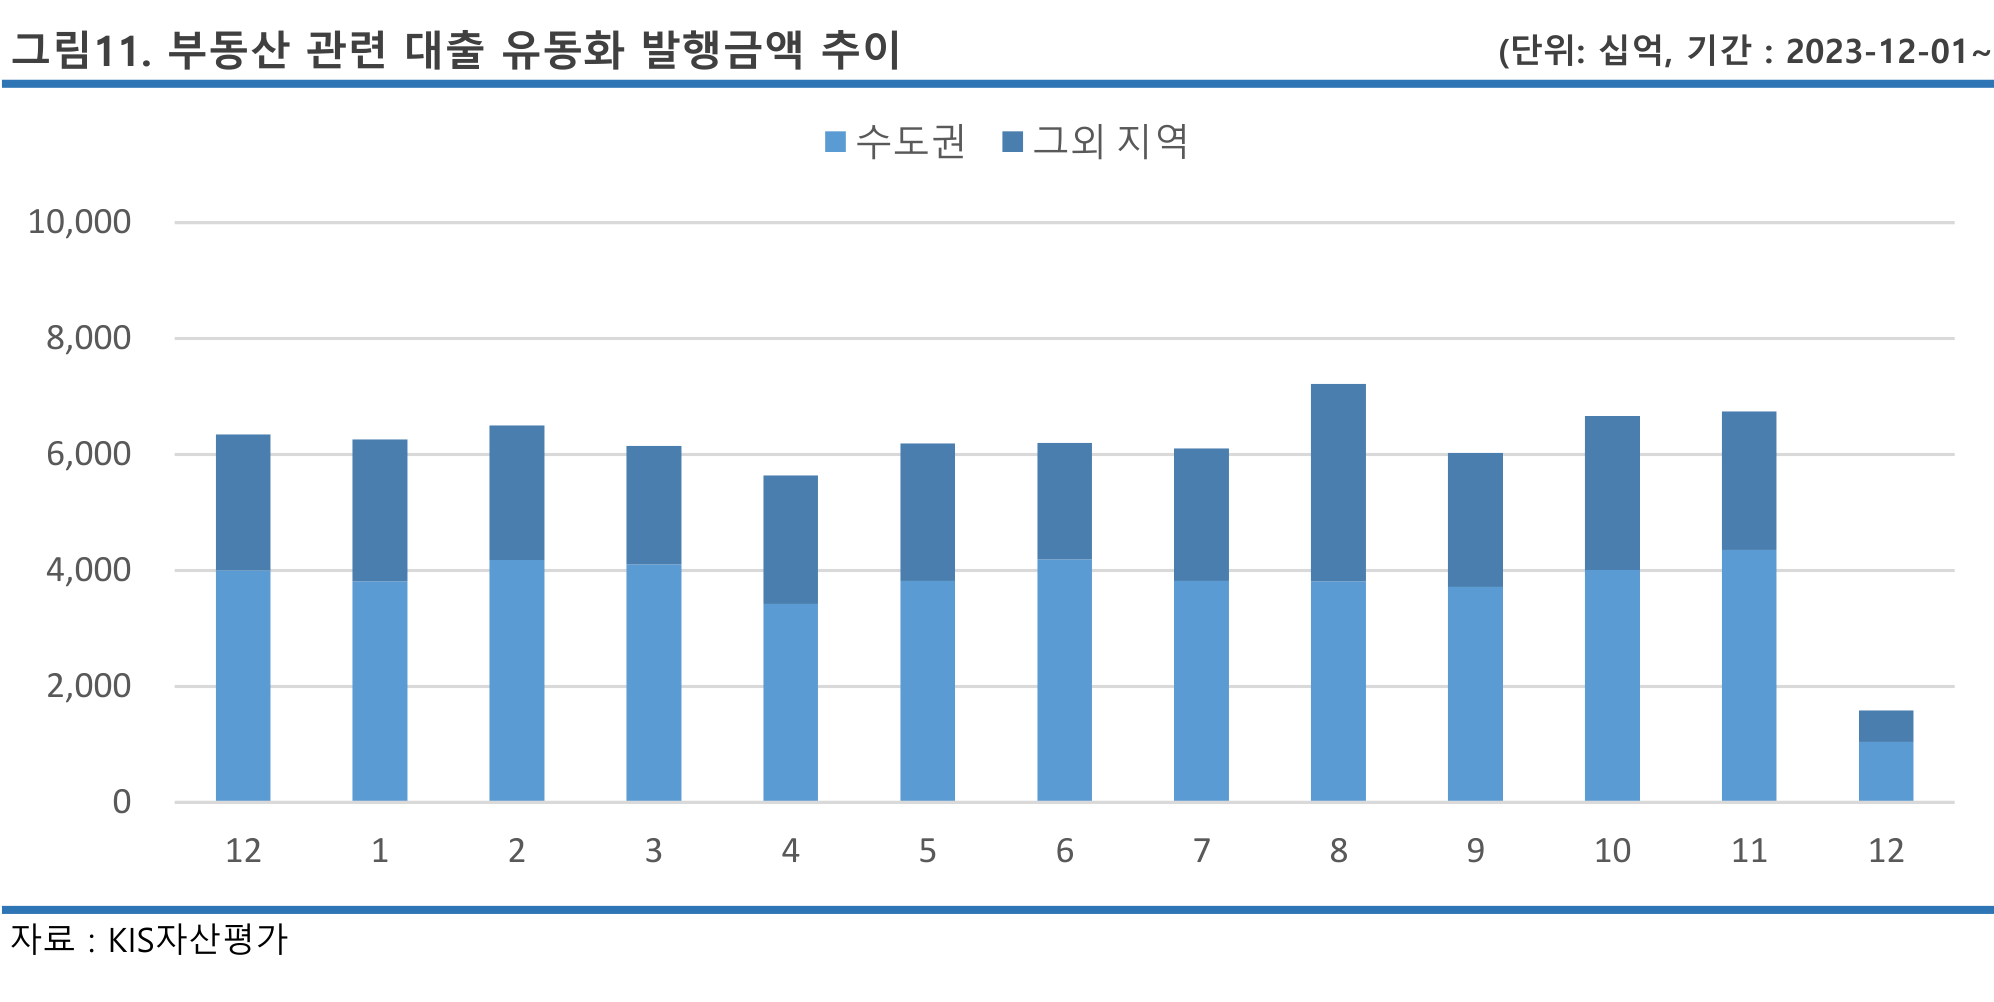 그림11. 부동산 관련 대출 유동화 발행금액 추이 (단위: 십억, 기간 : 2023-12-01~
수도권 그외 지역
10,000
8,000
6,000
4,000
2,000
0
12 1 2 3 4 5 6 7 8 9 10 11 12
자료 : KIS자산평가